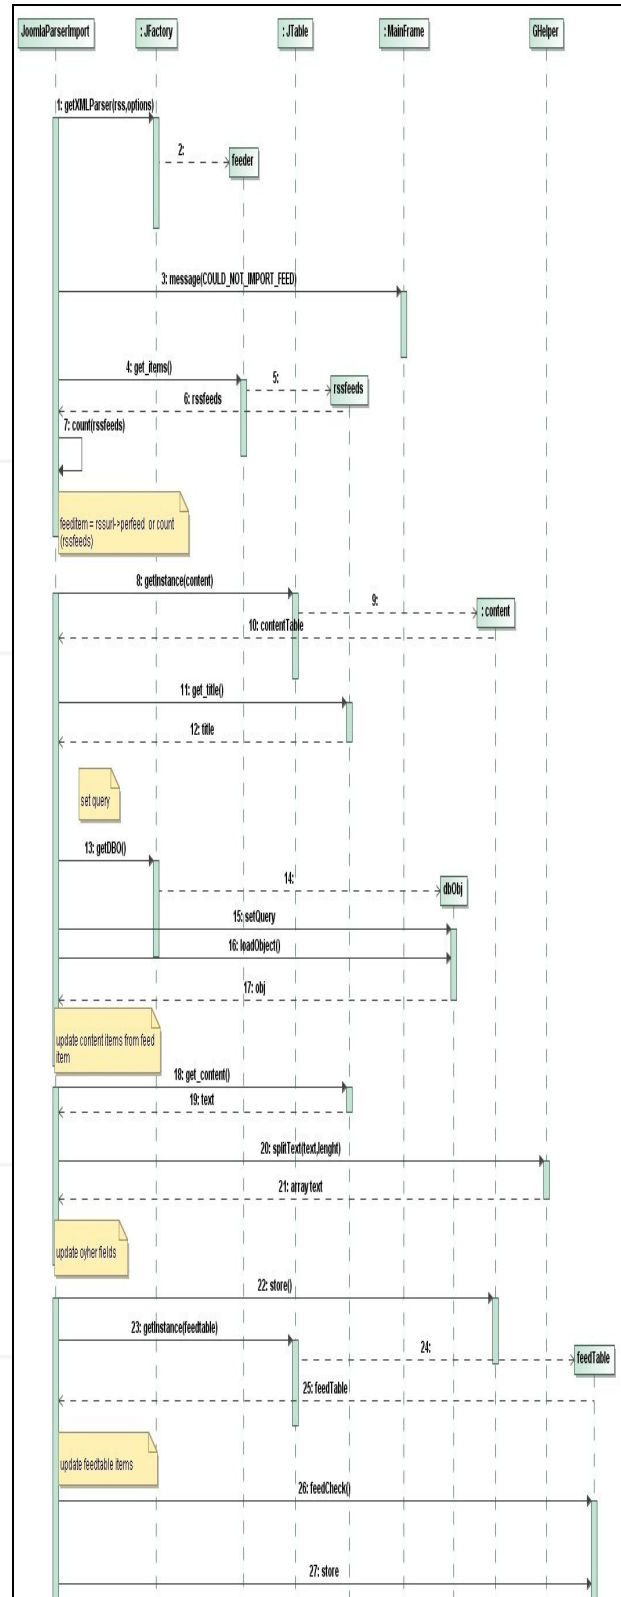 JoomlaParserImport
: JFactory
: JTable
: MainFrame
GHelper
1: getXMLParser(rss,options)
2:
feeder
3: message(COULD_NOT_IMPORT_FEED)
4: get_items()
5:
rssfeeds
6: rssfeeds
7: count(rssfeeds)
feeditem = rssurl->perfeed or count
(rssfeeds)
8: getInstance(content)
9:
: content
10: contentTable
11: get_title()
12: title
set query
13: getDBO()
14:
dbObj
15: setQuery
16: loadObject()
17: obj
update content items from feed
item
18: get_content()
19: text
20: splitText(text,lenght)
21: array text
update oyher fields
22: store()
23: getInstance(feedtable)
24:
feedTable
25: feedTable
update feedtable items
26: feedCheck()
27: store